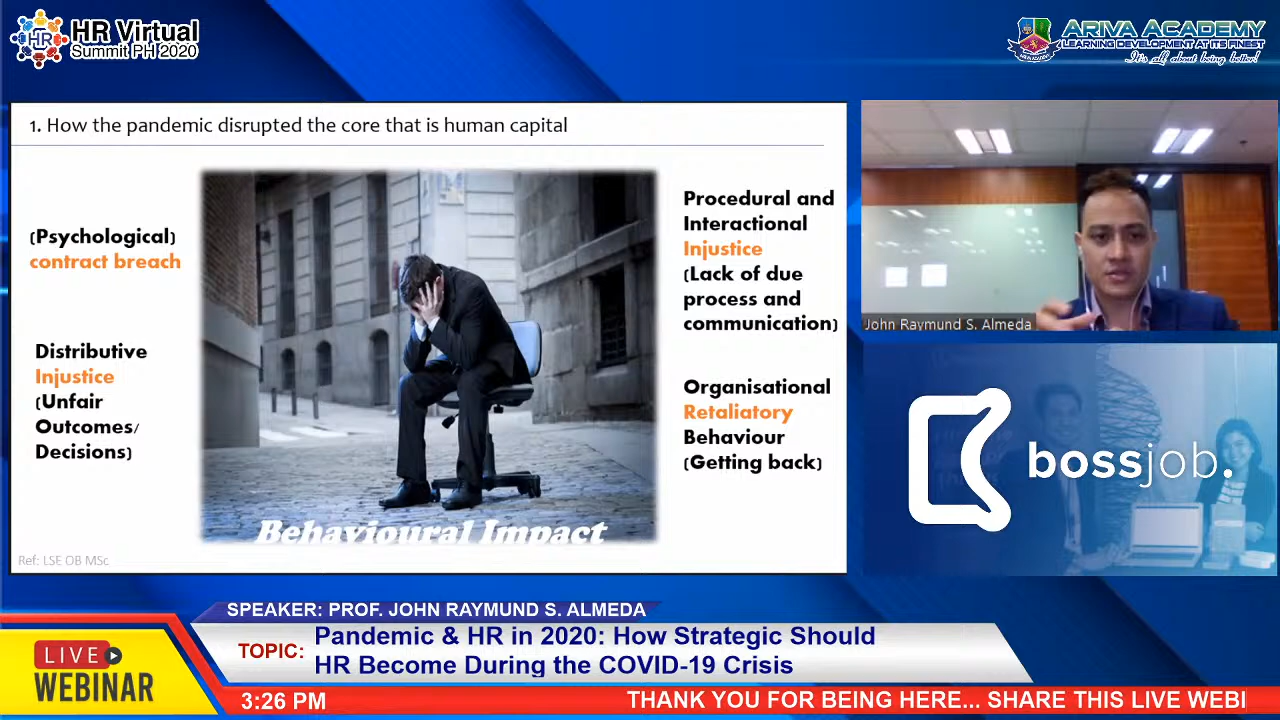 HR
HR Virtual
Summit PH 2020
ARIVA ACADEMY
LEARNING DEVELOPMENT AT ITS FINEST
It's all about being better!
1. How the pandemic disrupted the core that is human capital
(Psychological)
contract breach
Distributive
Injustice
(Unfair
Outcomes/
Decisions)
Procedural and
Interactional
Injustice
(Lack of due
process and
communication)
Organisational
Retaliatory
Behaviour
(Getting back)
Behavioural Impact
Ref: LSE OB MSc
John Raymund S. Almeda
bossjob.
SPEAKER: PROF. JOHN RAYMUND S. ALMEDA
TOPIC:
Pandemic & HR in 2020: How Strategic Should
HR Become During the COVID-19 Crisis
LIVE
WEBINAR
3:26 PM
THANK YOU FOR BEING HERE... SHARE THIS LIVE WEBI